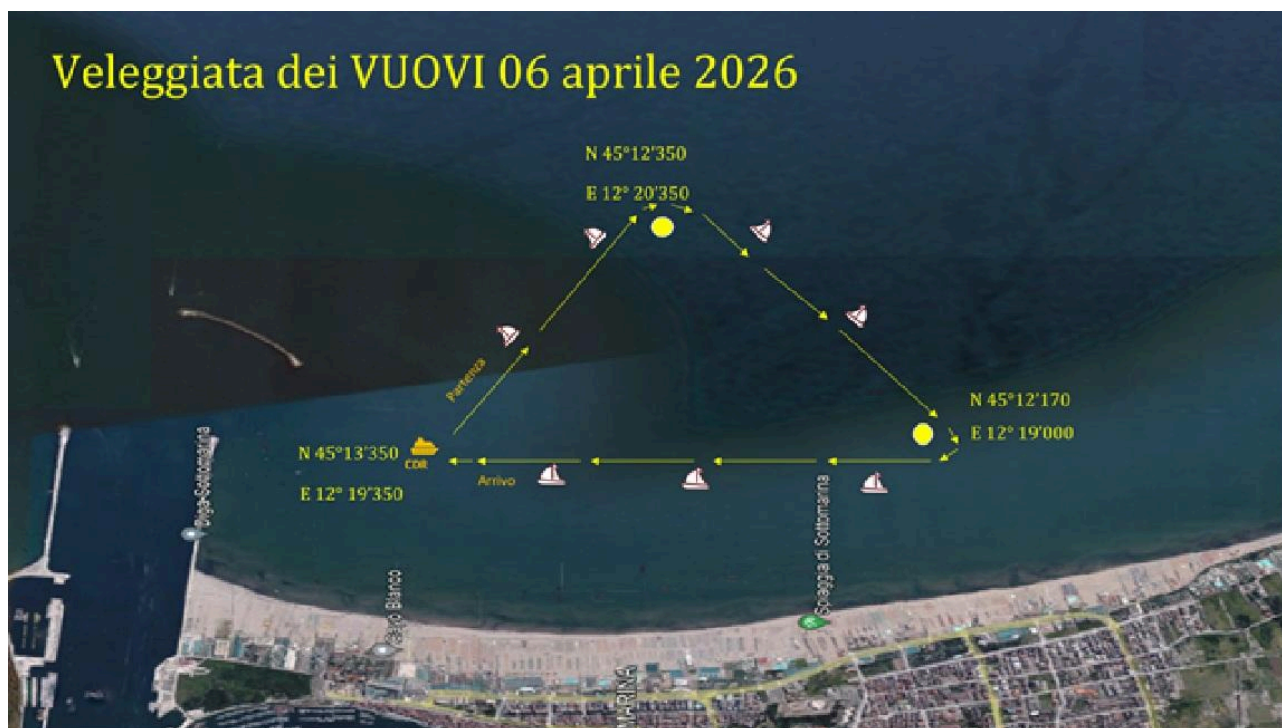 Veleggiata dei VUOVI 06 aprile 2026
N 45°12’350
E 12° 20’350
Partenza
N 45°12’170
E 12° 19’000
N 45°13’350
CDR
E 12° 19’350
Arrivo
Diga-Sottomarina
Spiaggia di Sottomarina